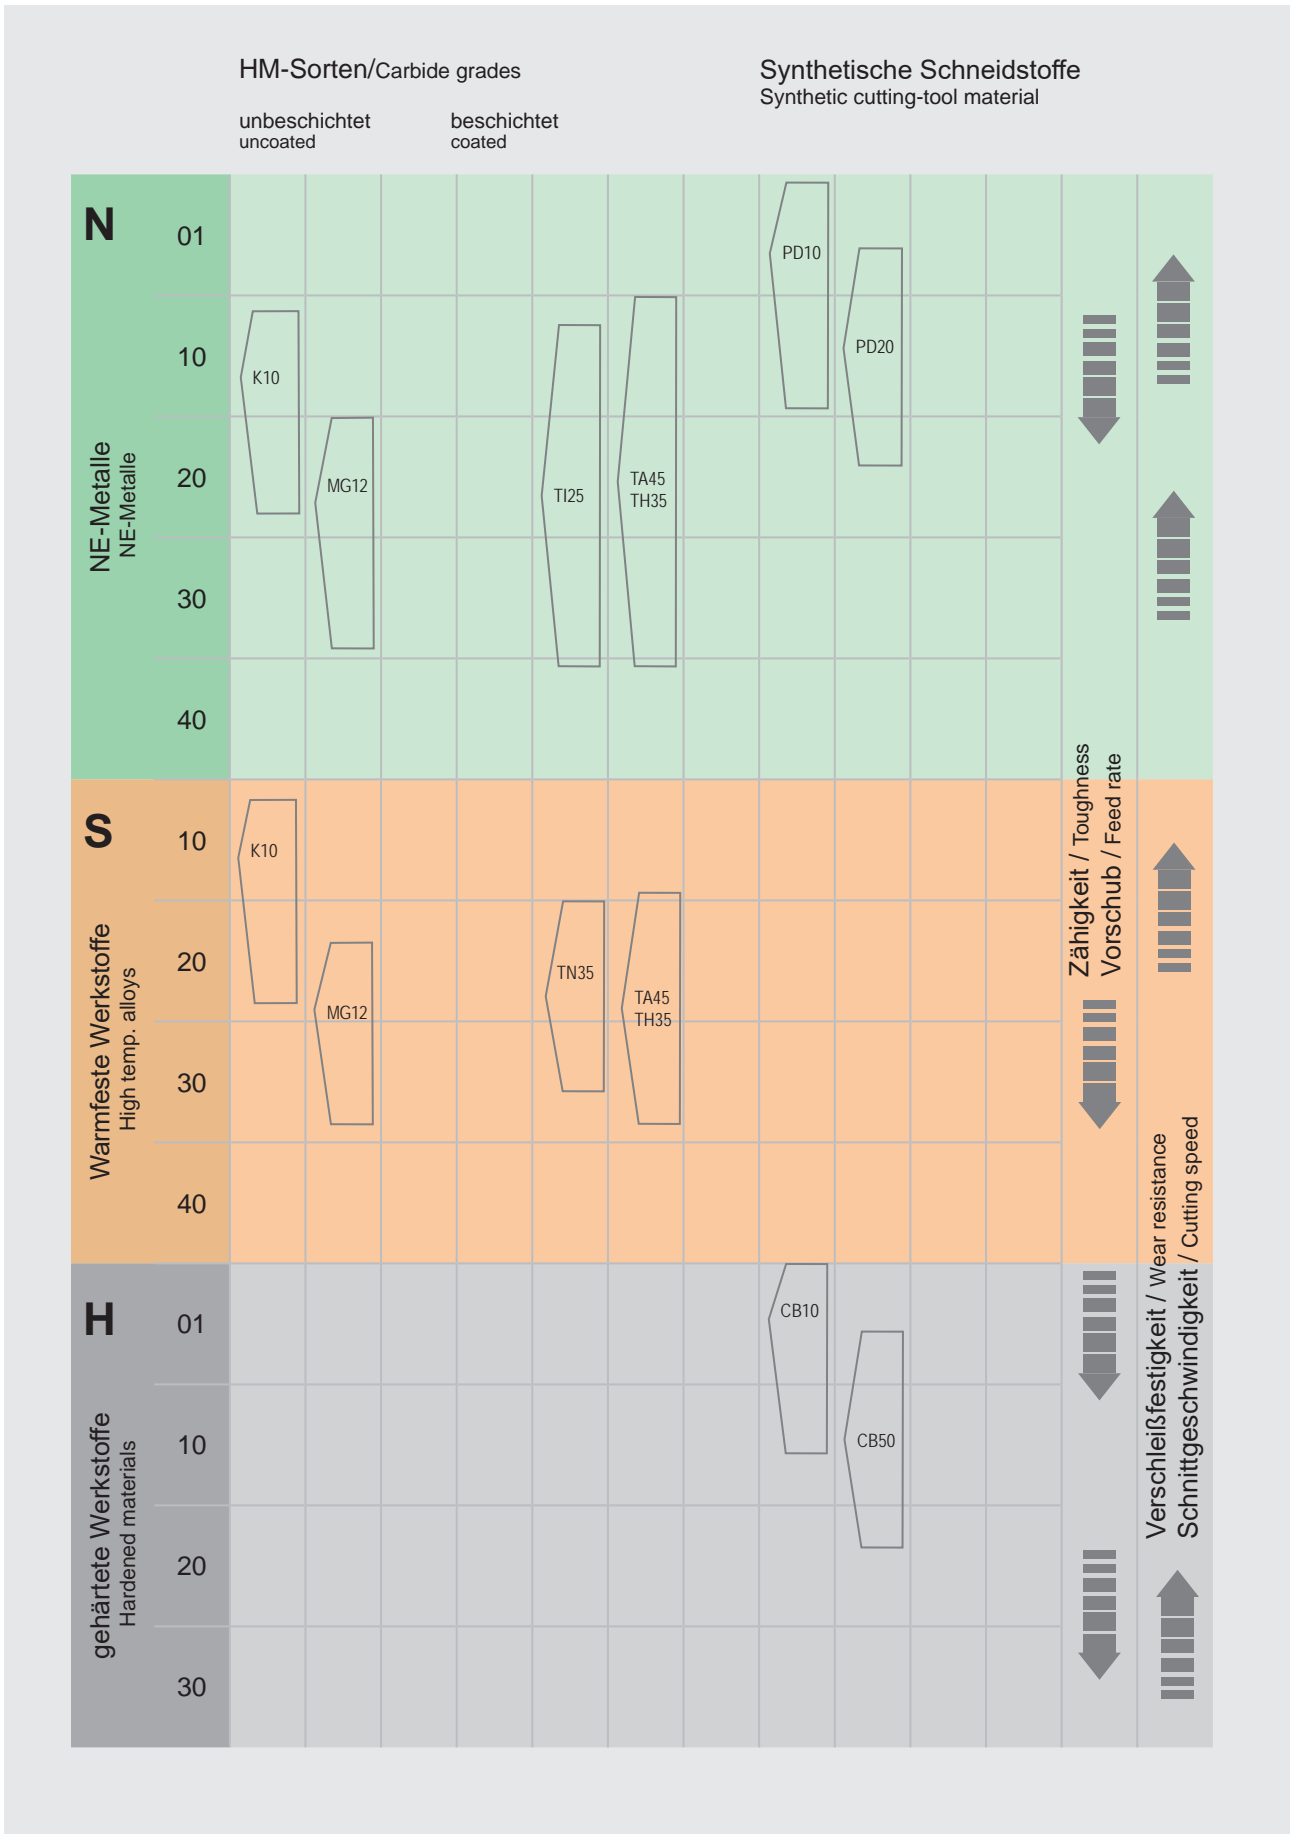 HM-Sorten/Carbide grades
Synthetische Schneidstoffe
Synthetic cutting-tool material
unbeschichtet
uncoated
beschichtet
coated
N
NE-Metalle
NE-Metalle
01
10
20
30
40
K10
MG12
TI25
TA45
TH35
PD10
PD20
S
Warmfeste Werkstoffe
High temp. alloys
10
20
30
40
K10
MG12
TN35
TA45
TH35
H
gehärtete Werkstoffe
Hardened materials
01
10
20
30
CB10
CB50
Zähigkeit / Toughness
Vorschub / Feed rate
Verschleißfestigkeit / Wear resistance
Schnittgeschwindigkeit / Cutting speed